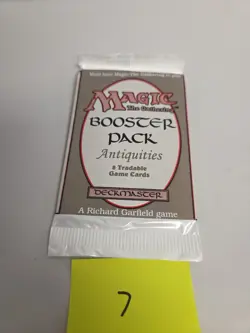 MAGIC
The Gathering
BOOSTER
PACK
Antiquities
8 Tradable
Game Cards
DECKMASTER
A Richard Garfield game
7